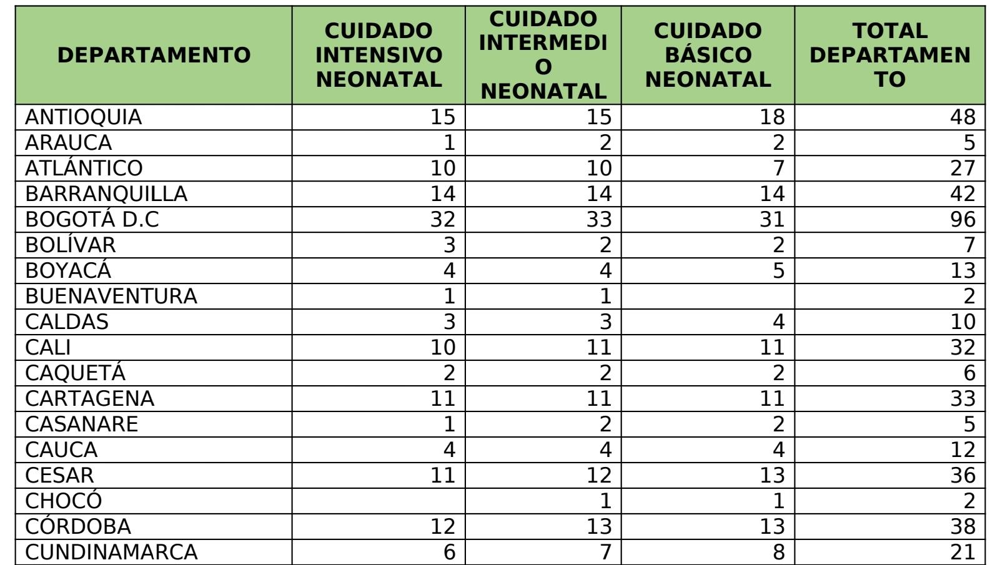 DEPARTAMENTO CUIDADO INTENSIVO NEONATAL CUIDADO INTERMEDI O NEONATAL CUIDADO BÁSICO NEONATAL TOTAL DEPARTAMEN TO
ANTIOQUIA 15 15 18 48
ARAUCA 1 2 2 5
ATLÁNTICO 10 10 7 27
BARRANQUILLA 14 14 14 42
BOGOTÁ D.C 32 33 31 96
BOLÍVAR 3 2 2 7
BOYACÁ 4 4 5 13
BUENAVENTURA 1 1 2
CALDAS 3 3 4 10
CALI 10 11 11 32
CAQUETÁ 2 2 2 6
CARTAGENA 11 11 11 33
CASANARE 1 2 2 5
CAUCA 4 4 4 12
CESAR 11 12 13 36
CHOCÓ 1 1 2
CÓRDOBA 12 13 13 38
CUNDINAMARCA 6 7 8 21